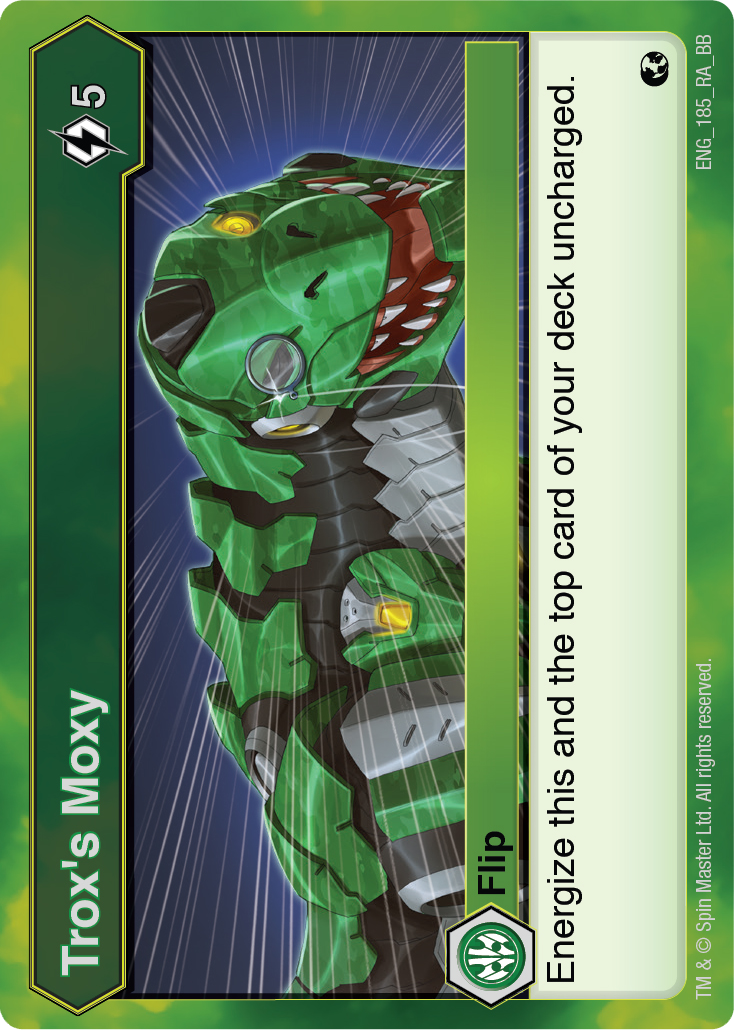 Trox's Moxy
5
Flip
Energize this and the top card of your deck uncharged.
TM & © Spin Master Ltd. All rights reserved.
ENG_185_RA_BB